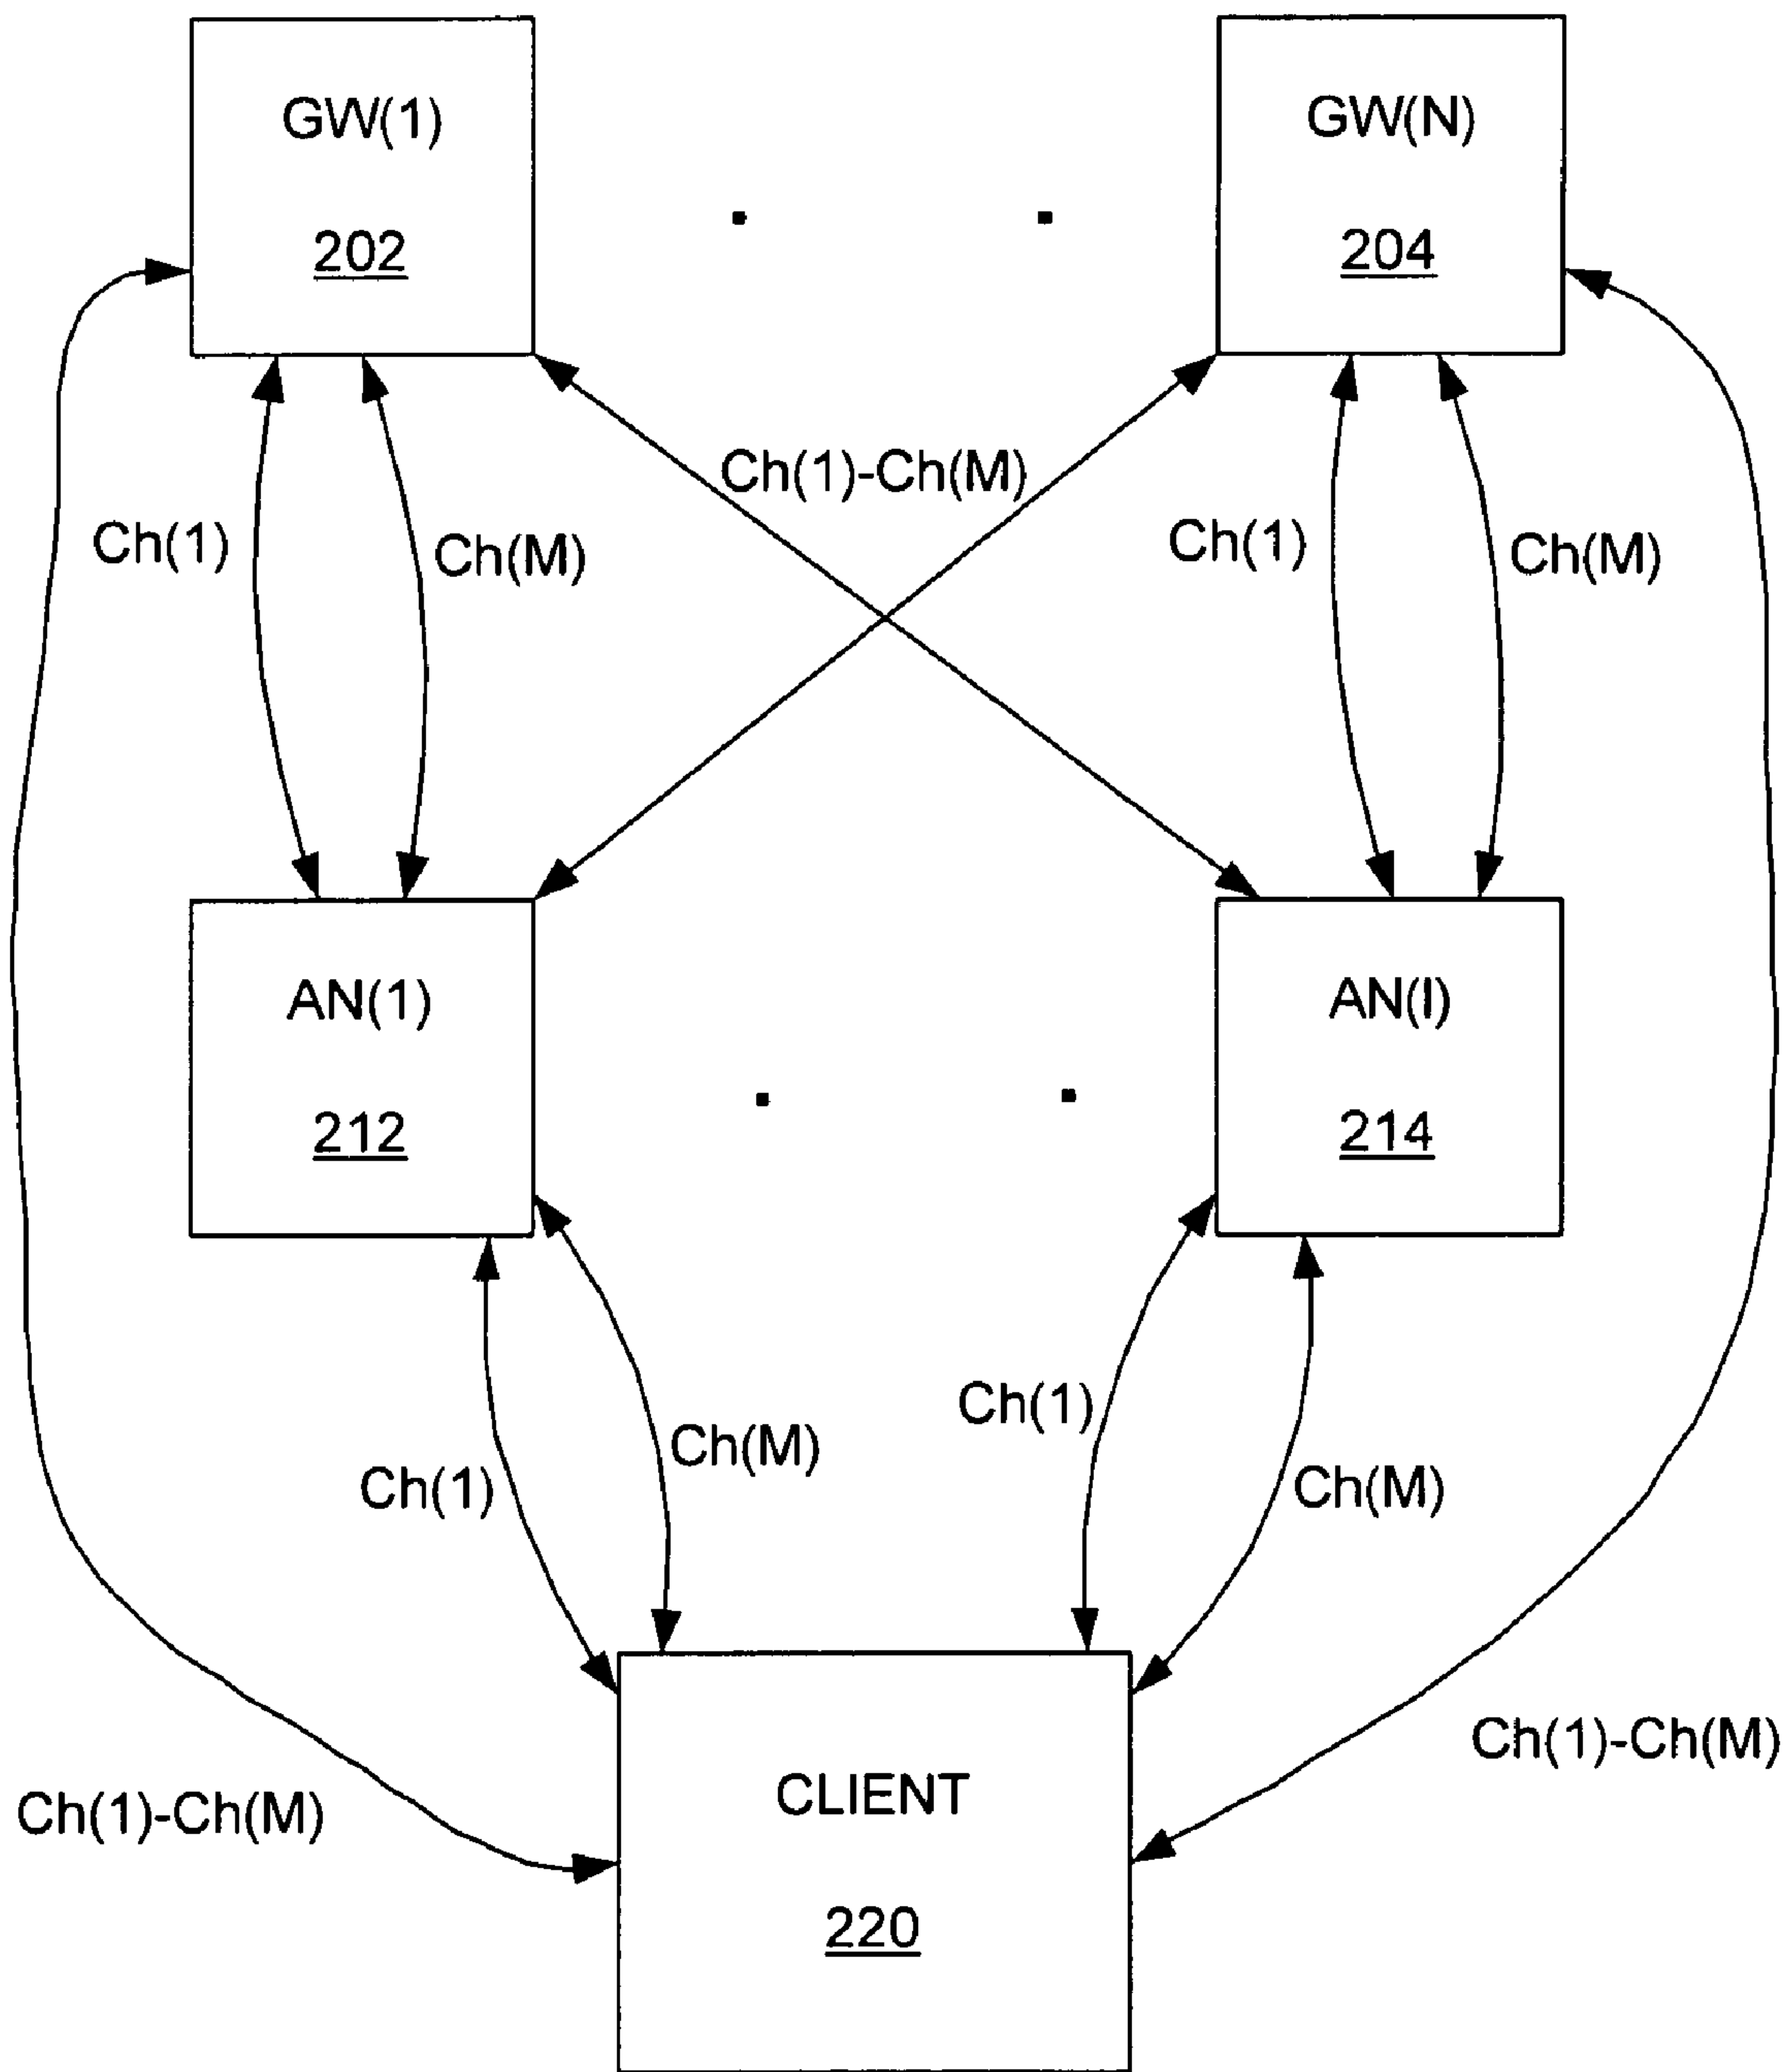 GW(1)
202
GW(N)
204
Ch(1)-Ch(M)
Ch(1)
Ch(M)
Ch(1)
Ch(M)
AN(1)
212
AN(I)
214
Ch(1)
Ch(M)
Ch(1)
Ch(M)
Ch(1)-Ch(M)
Ch(1)-Ch(M)
CLIENT
220